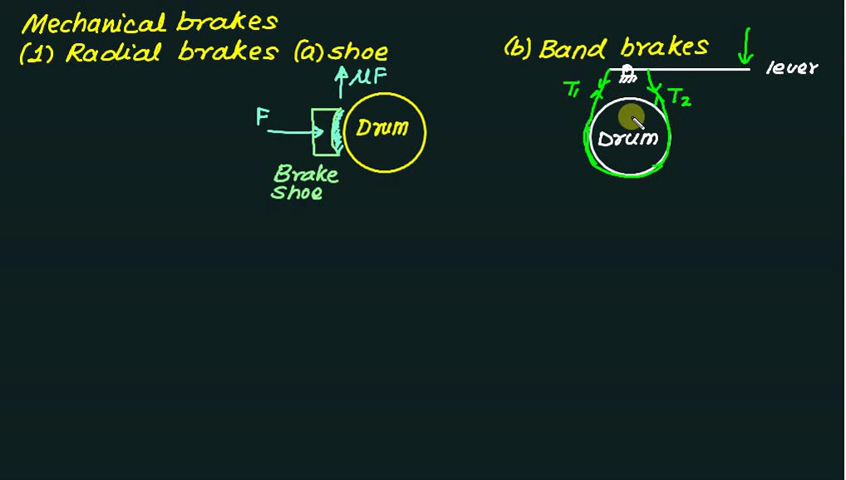 Mechanical brakes
(1) Radial brakes (a) shoe
(b) Band brakes
μF
F
Drum
Brake
shoe
lever
T1
T2
Drum